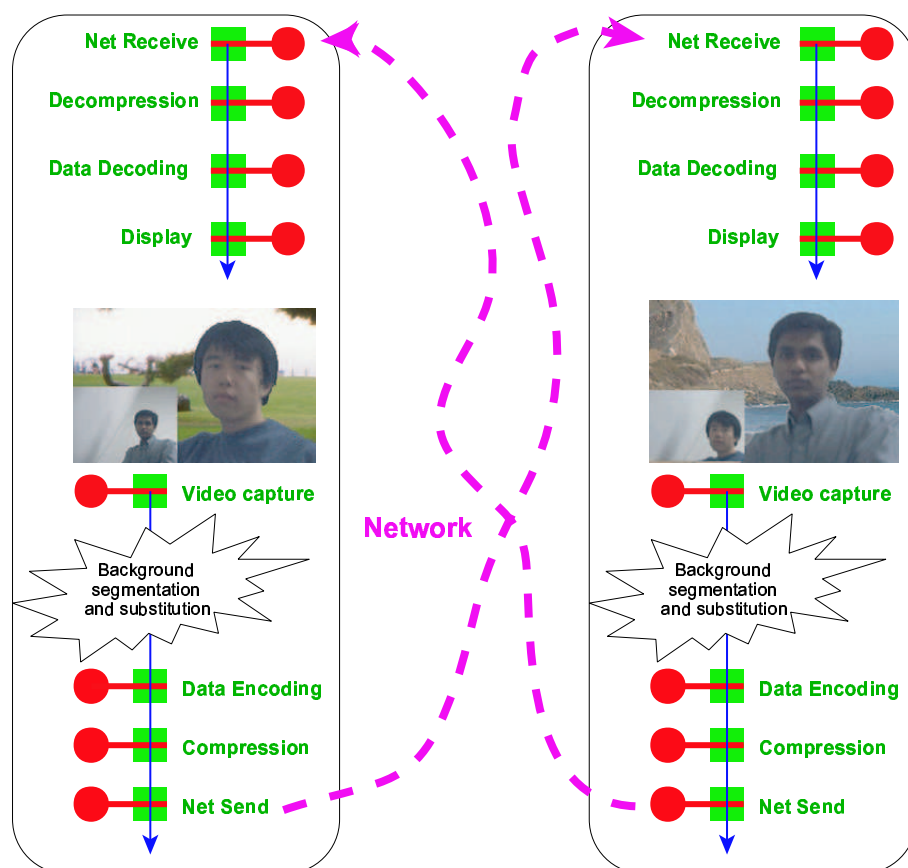 Net Receive
Decompression
Data Decoding
Display
Video capture
Background
segmentation
and substitution
Data Encoding
Compression
Net Send
Network
Net Receive
Decompression
Data Decoding
Display
Video capture
Background
segmentation
and substitution
Data Encoding
Compression
Net Send